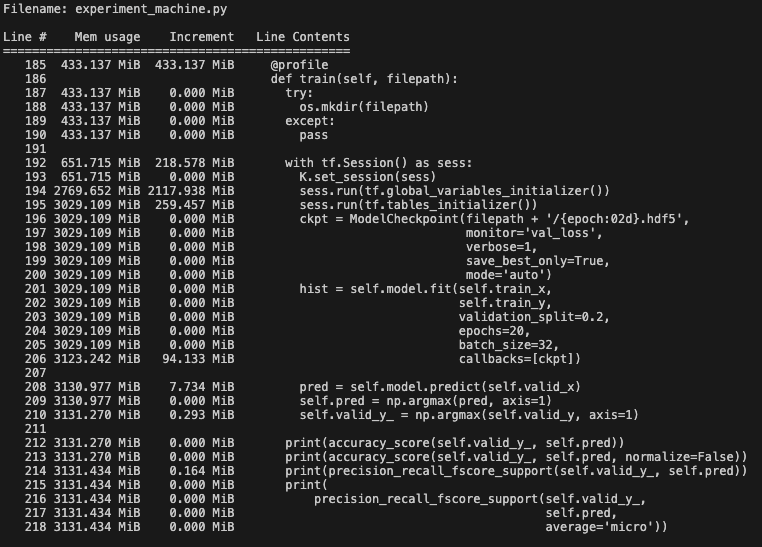 Filename: experiment_machine.py
Line #    Mem usage    Increment   Line Contents
================================================
   185  433.137 MiB  433.137 MiB     @profile
   186                               def train(self, filepath):
   187  433.137 MiB    0.000 MiB       try:
   188  433.137 MiB    0.000 MiB         os.mkdir(filepath)
   189  433.137 MiB    0.000 MiB       except:
   190  433.137 MiB    0.000 MiB         pass
   191
   192  651.715 MiB  218.578 MiB       with tf.Session() as sess:
   193  651.715 MiB    0.000 MiB         K.set_session(sess)
   194 2769.652 MiB 2117.938 MiB         sess.run(tf.global_variables_initializer())
   195 3029.109 MiB  259.457 MiB         sess.run(tf.tables_initializer())
   196 3029.109 MiB    0.000 MiB         ckpt = ModelCheckpoint(filepath + '/{epoch:02d}.hdf5',
   197 3029.109 MiB    0.000 MiB                                monitor='val_loss',
   198 3029.109 MiB    0.000 MiB                                verbose=1,
   199 3029.109 MiB    0.000 MiB                                save_best_only=True,
   200 3029.109 MiB    0.000 MiB                                mode='auto')
   201 3029.109 MiB    0.000 MiB         hist = self.model.fit(self.train_x,
   202 3029.109 MiB    0.000 MiB                               self.train_y,
   203 3029.109 MiB    0.000 MiB                               validation_split=0.2,
   204 3029.109 MiB    0.000 MiB                               epochs=20,
   205 3029.109 MiB    0.000 MiB                               batch_size=32,
   206 3123.242 MiB   94.133 MiB                               callbacks=[ckpt])
   207
   208 3130.977 MiB    7.734 MiB         pred = self.model.predict(self.valid_x)
   209 3130.977 MiB    0.000 MiB         self.pred = np.argmax(pred, axis=1)
   210 3131.270 MiB    0.293 MiB         self.valid_y_ = np.argmax(self.valid_y, axis=1)
   211
   212 3131.270 MiB    0.000 MiB       print(accuracy_score(self.valid_y_, self.pred))
   213 3131.270 MiB    0.000 MiB       print(accuracy_score(self.valid_y_, self.pred, normalize=False))
   214 3131.434 MiB    0.164 MiB       print(precision_recall_fscore_support(self.valid_y_, self.pred))
   215 3131.434 MiB    0.000 MiB       print(
   216 3131.434 MiB    0.000 MiB           precision_recall_fscore_support(self.valid_y_,
   217 3131.434 MiB    0.000 MiB                                           self.pred,
   218 3131.434 MiB    0.000 MiB                                           average='micro'))